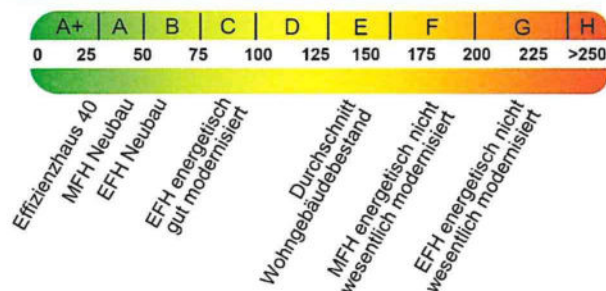 A+ A B C D E F G H
0 25 50 75 100 125 150 175 200 225 >250
Effizienzhaus 40
MFH Neubau
EFH Neubau
EFH energetisch
gut modernisiert
Durchschnitt
Wohngebäudebestand
MFH energetisch nicht
wesentlich modernisiert
EFH energetisch nicht
wesentlich modernisiert